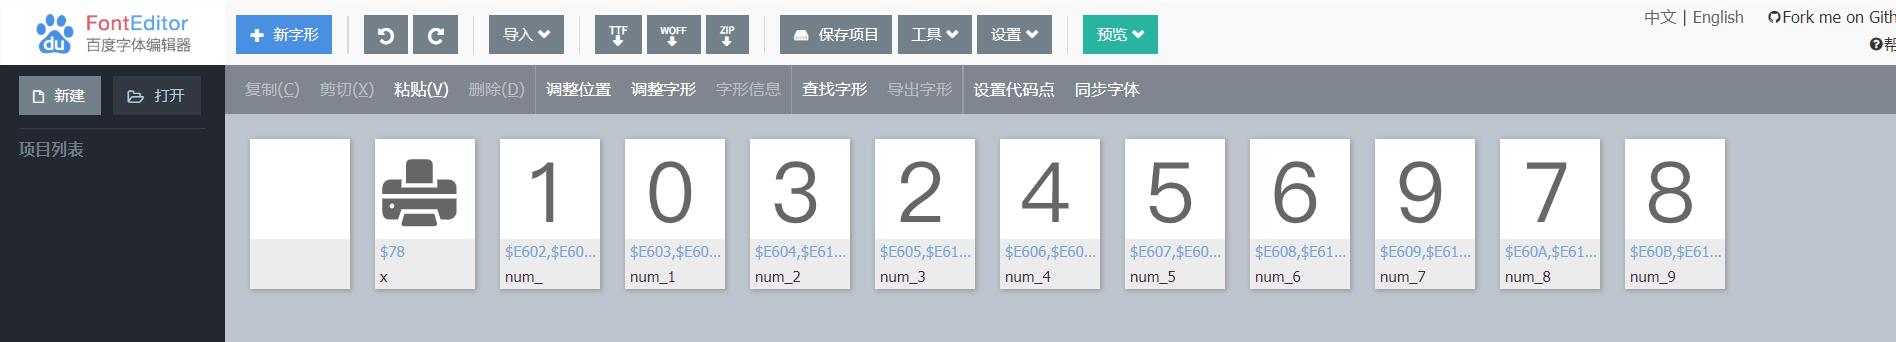 du FontEditor
百度字体编辑器
新字形 导入 TTF WOFF ZIP 保存项目 工具 设置 预览
中文 | English Fork me on Gith
帮
新建 打开
项目列表
复制(C) 剪切(X) 粘贴(V) 删除(D) 调整位置 调整字形 字形信息 查找字形 导出字形 设置代码点 同步字体
1 0 3 2 4 5 6 9 7 8
$78 $E602,$E60... $E603,$E60... $E604,$E61... $E605,$E61... $E606,$E60... $E607,$E60... $E608,$E61... $E609,$E61... $E60A,$E61... $E60B,$E61...
x num_ num_1 num_2 num_3 num_4 num_5 num_6 num_7 num_8 num_9